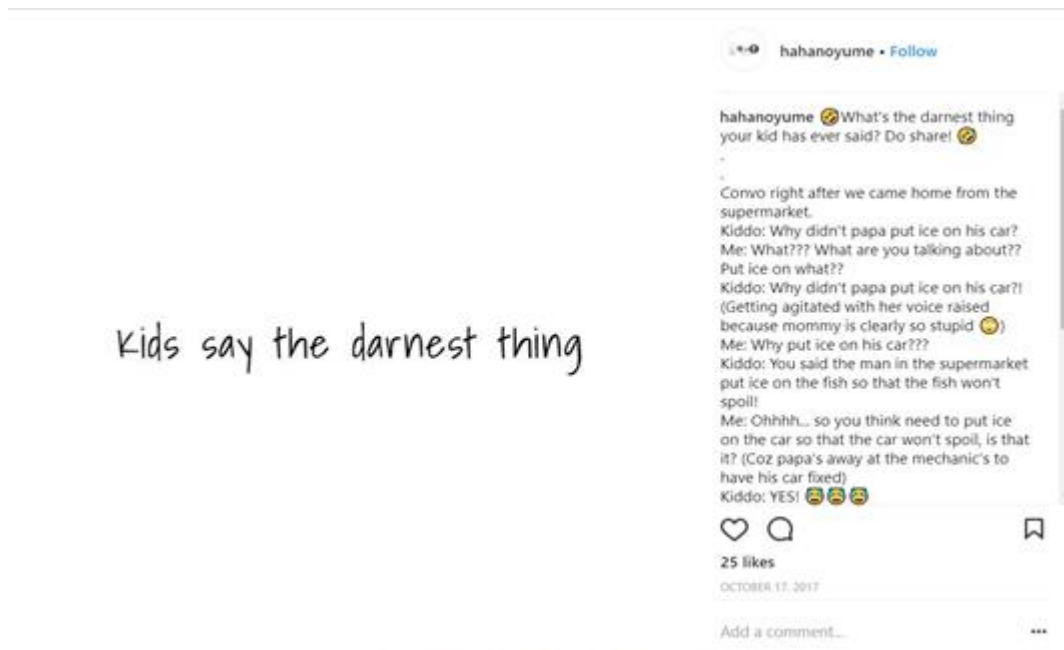 Kids say the darnest thing
hahanoyume • Follow
hahanoyume 🤣What's the darnest thing
your kid has ever said? Do share! 🤣
.
.
Convo right after we came home from the
supermarket.
Kiddo: Why didn't papa put ice on his car?
Me: What??? What are you talking about??
Put ice on what??
Kiddo: Why didn't papa put ice on his car?!
(Getting agitated with her voice raised
because mommy is clearly so stupid 🙄)
Me: Why put ice on his car???
Kiddo: You said the man in the supermarket
put ice on the fish so that the fish won't
spoil!
Me: Ohhhh... so you think need to put ice
on the car so that the car won't spoil, is that
it? (Coz papa's away at the mechanic's to
have his car fixed)
Kiddo: YES! 😭😭😭
25 likes
OCTOBER 17, 2017
Add a comment...